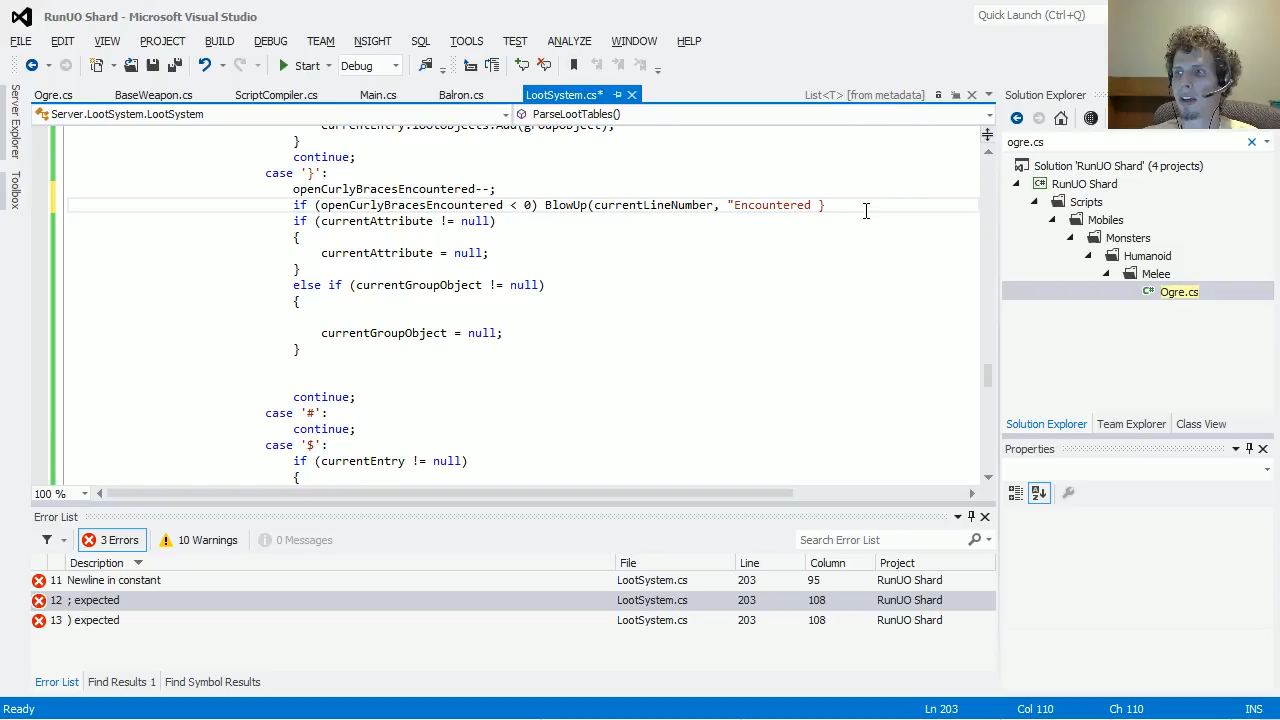 RunUO Shard - Microsoft Visual Studio
Quick Launch (Ctrl+Q)
FILE EDIT VIEW PROJECT BUILD DEBUG TEAM NSIGHT SQL TOOLS TEST ANALYZE WINDOW HELP
Start Debug
Ogre.cs BaseWeapon.cs ScriptCompiler.cs Main.cs Balron.cs LootSystem.cs* List<T> [from metadata]
Server.LootSystem.LootSystem ParseLootTables()
Server Explorer
Toolbox
currentEntry.lootObjects.Add(groupObject);
}
continue;
case '}':
openCurlyBracesEncountered--;
if (openCurlyBracesEncountered < 0) BlowUp(currentLineNumber, "Encountered }
if (currentAttribute != null)
{
currentAttribute = null;
}
else if (currentGroupObject != null)
{
currentGroupObject = null;
}
continue;
case '#':
continue;
case '$':
if (currentEntry != null)
{
100 %
Solution Explorer
ogre.cs
Solution 'RunUO Shard' (4 projects)
RunUO Shard
Scripts
Mobiles
Monsters
Humanoid
Melee
Ogre.cs
Solution Explorer Team Explorer Class View
Properties
Error List
3 Errors 10 Warnings 0 Messages Search Error List
Description File Line Column Project
11 Newline in constant LootSystem.cs 203 95 RunUO Shard
12 ; expected LootSystem.cs 203 108 RunUO Shard
13 ) expected LootSystem.cs 203 108 RunUO Shard
Error List Find Results 1 Find Symbol Results
Ready Ln 203 Col 110 Ch 110 INS